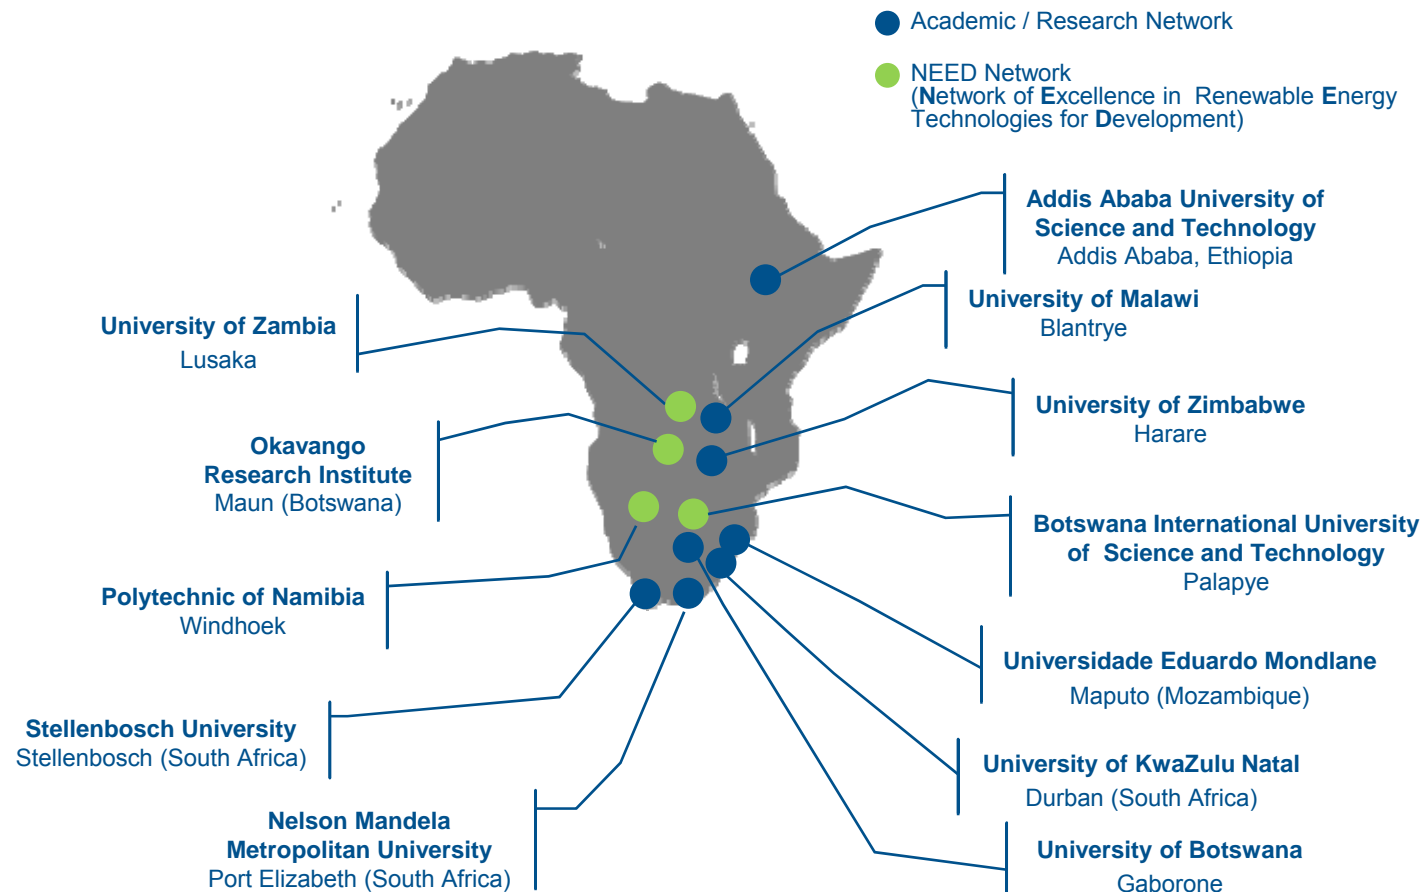 Academic / Research Network
NEED Network
(Network of Excellence in Renewable Energy
Technologies for Development)
Addis Ababa University of
Science and Technology
Addis Ababa, Ethiopia
University of Malawi
Blantrye
University of Zambia
Lusaka
University of Zimbabwe
Harare
Okavango
Research Institute
Maun (Botswana)
Botswana International University
of Science and Technology
Palapye
Polytechnic of Namibia
Windhoek
Universidade Eduardo Mondlane
Maputo (Mozambique)
Stellenbosch University
Stellenbosch (South Africa)
University of KwaZulu Natal
Durban (South Africa)
Nelson Mandela
Metropolitan University
Port Elizabeth (South Africa)
University of Botswana
Gaborone